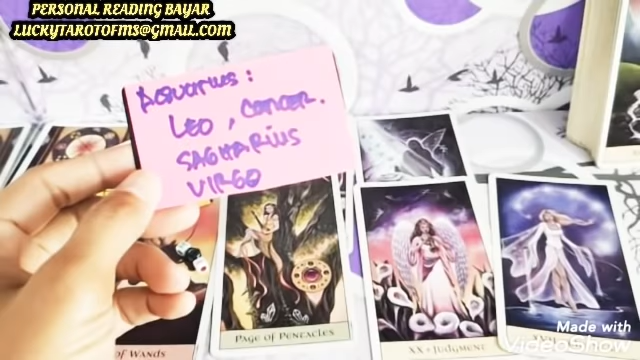 PERSONAL READING BAYAR
LUCKYTAROTOFMS@GMAIL.COM
AQUARIUS:
LEO, CANCER.
SAGITARIUS
VIRGO
OF WANDS
PAGE OF PENTACLES
XX • JUDGMENT
Made with
VideoShow